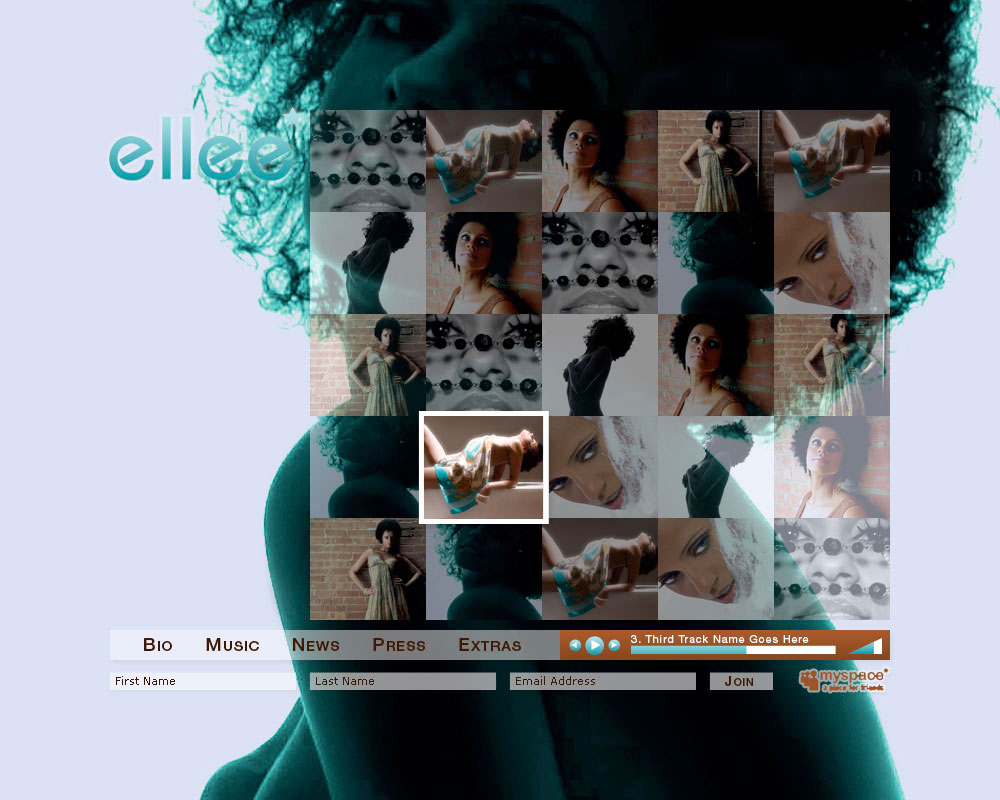 ellee
Bio Music News Press Extras
3. Third Track Name Goes Here
First Name Last Name Email Address Join
myspace
a place for friends